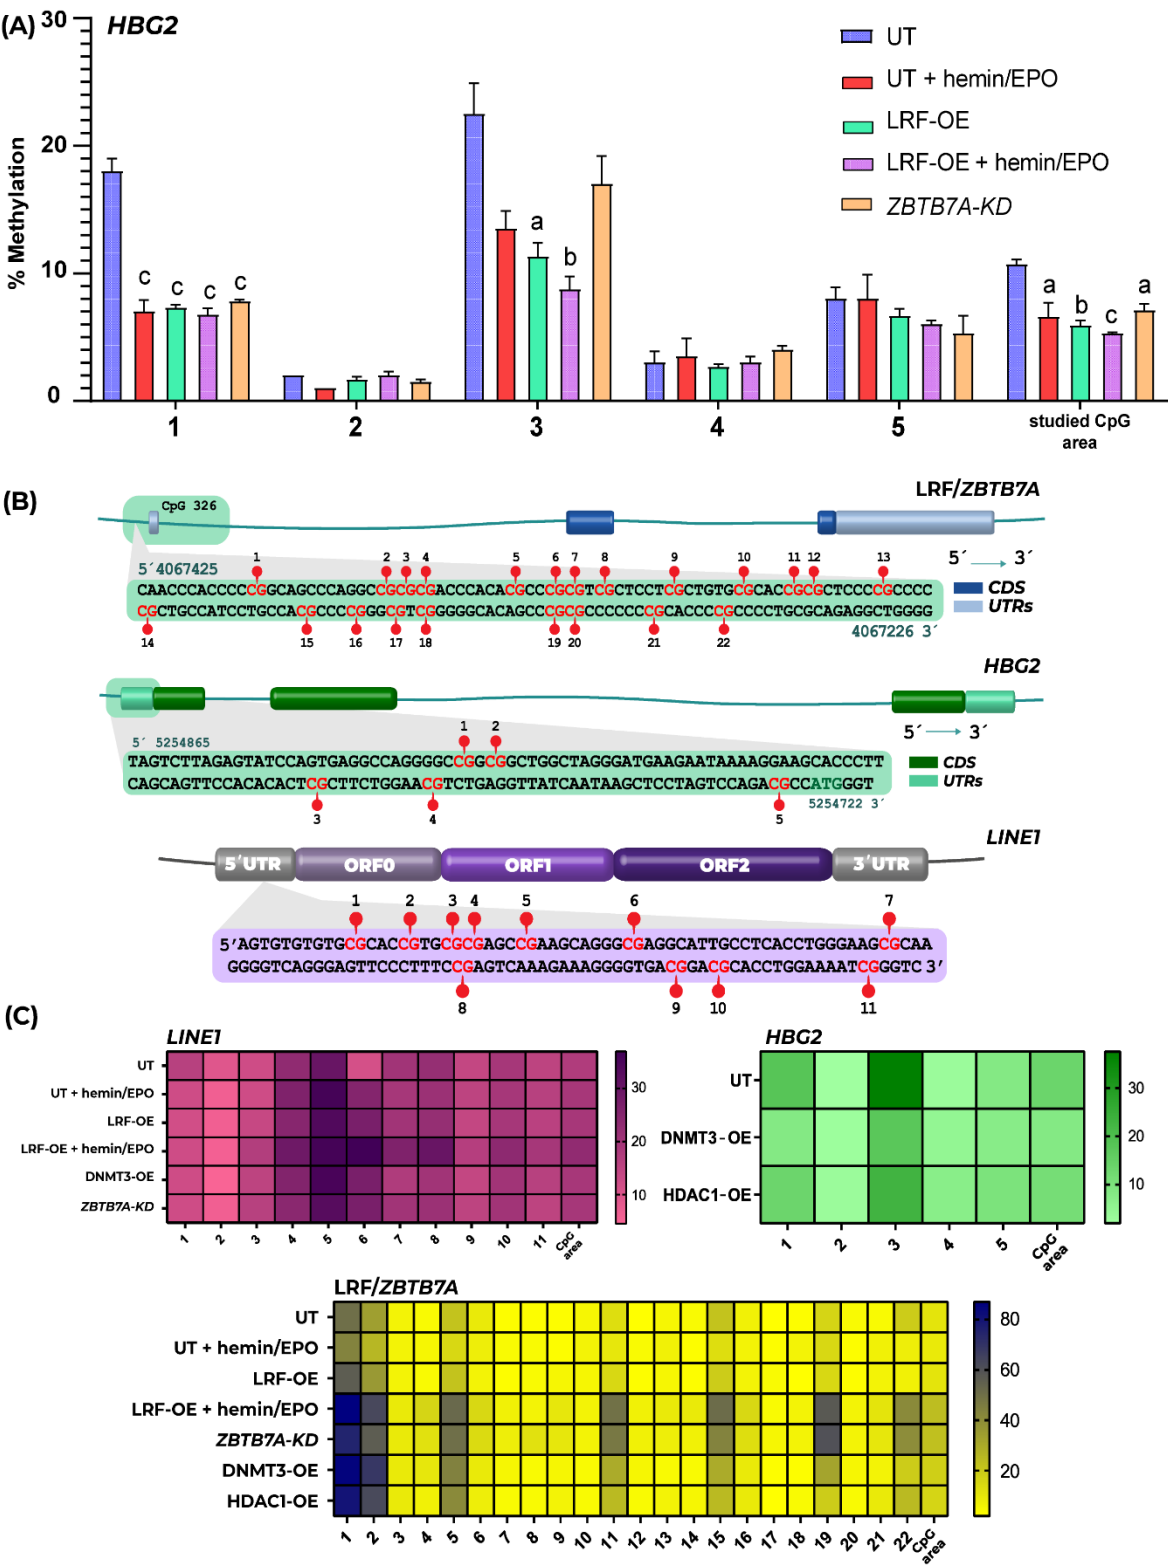 (A)
HBG2
30
20
10
0
% Methylation
UT
UT + hemin/EPO
LRF-OE
LRF-OE + hemin/EPO
ZBTB7A-KD
c c c c
a b
a b c a
1 2 3 4 5 studied CpG area
(B)
LRF/ZBTB7A
CpG 326
5´ → 3´
5´4067425
1 2 3 4 5 6 7 8 9 10 11 12 13
CAACCCACCCCCGGCAGCCCAGGCCGCGCGACCCACACGCCCGCGTCGCTCCTCGCTGTGCGCACCGCGCTCCCCGCCCC
CGCTGCCATCCTGCCACGCCCCGGGCGTCGGGGGCACAGCCCGCGCCCCCCCGCACCCCGCCCCTGCGCAGAGGCTGGGG
14 15 16 17 18 19 20 21 22
4067226 3´
CDS
UTRs
HBG2
5´ → 3´
5´ 5254865
1 2
TAGTCTTAGAGTATCCAGTGAGGCCAGGGGCCGGCGGCTGGCTAGGGATGAAGAATAAAAGGAAGCACCCTT
CAGCAGTTCCACACACTCGCTTCTGGAACGTCTGAGGTTATCAATAAGCTCCTAGTCCAGACGCCATGGGT
3 4 5
5254722 3´
CDS
UTRs
LINE1
5´UTR ORF0 ORF1 ORF2 3´UTR
1 2 3 4 5 6 7
5’AGTGTGTGTGCGCACCGTGCGCGAGCCGAAGCAGGGCGAGGCATTGCCTCACCTGGGAAGCGCAA
GGGGTCAGGGAGTTCCCTTTCCGAGTCAAAGAAAGGGGTGACGGACGCACCTGGAAAATCGGGTC 3’
8 9 10 11
(C)
LINE1
UT
UT + hemin/EPO
LRF-OE
LRF-OE + hemin/EPO
DNMT3-OE
ZBTB7A-KD
1 2 3 4 5 6 7 8 9 10 11 CpG area
30
20
10
HBG2
UT
DNMT3-OE
HDAC1-OE
1 2 3 4 5 CpG area
30
20
10
LRF/ZBTB7A
UT
UT + hemin/EPO
LRF-OE
LRF-OE + hemin/EPO
ZBTB7A-KD
DNMT3-OE
HDAC1-OE
1 2 3 4 5 6 7 8 9 10 11 12 13 14 15 16 17 18 19 20 21 22 CpG area
80
60
40
20